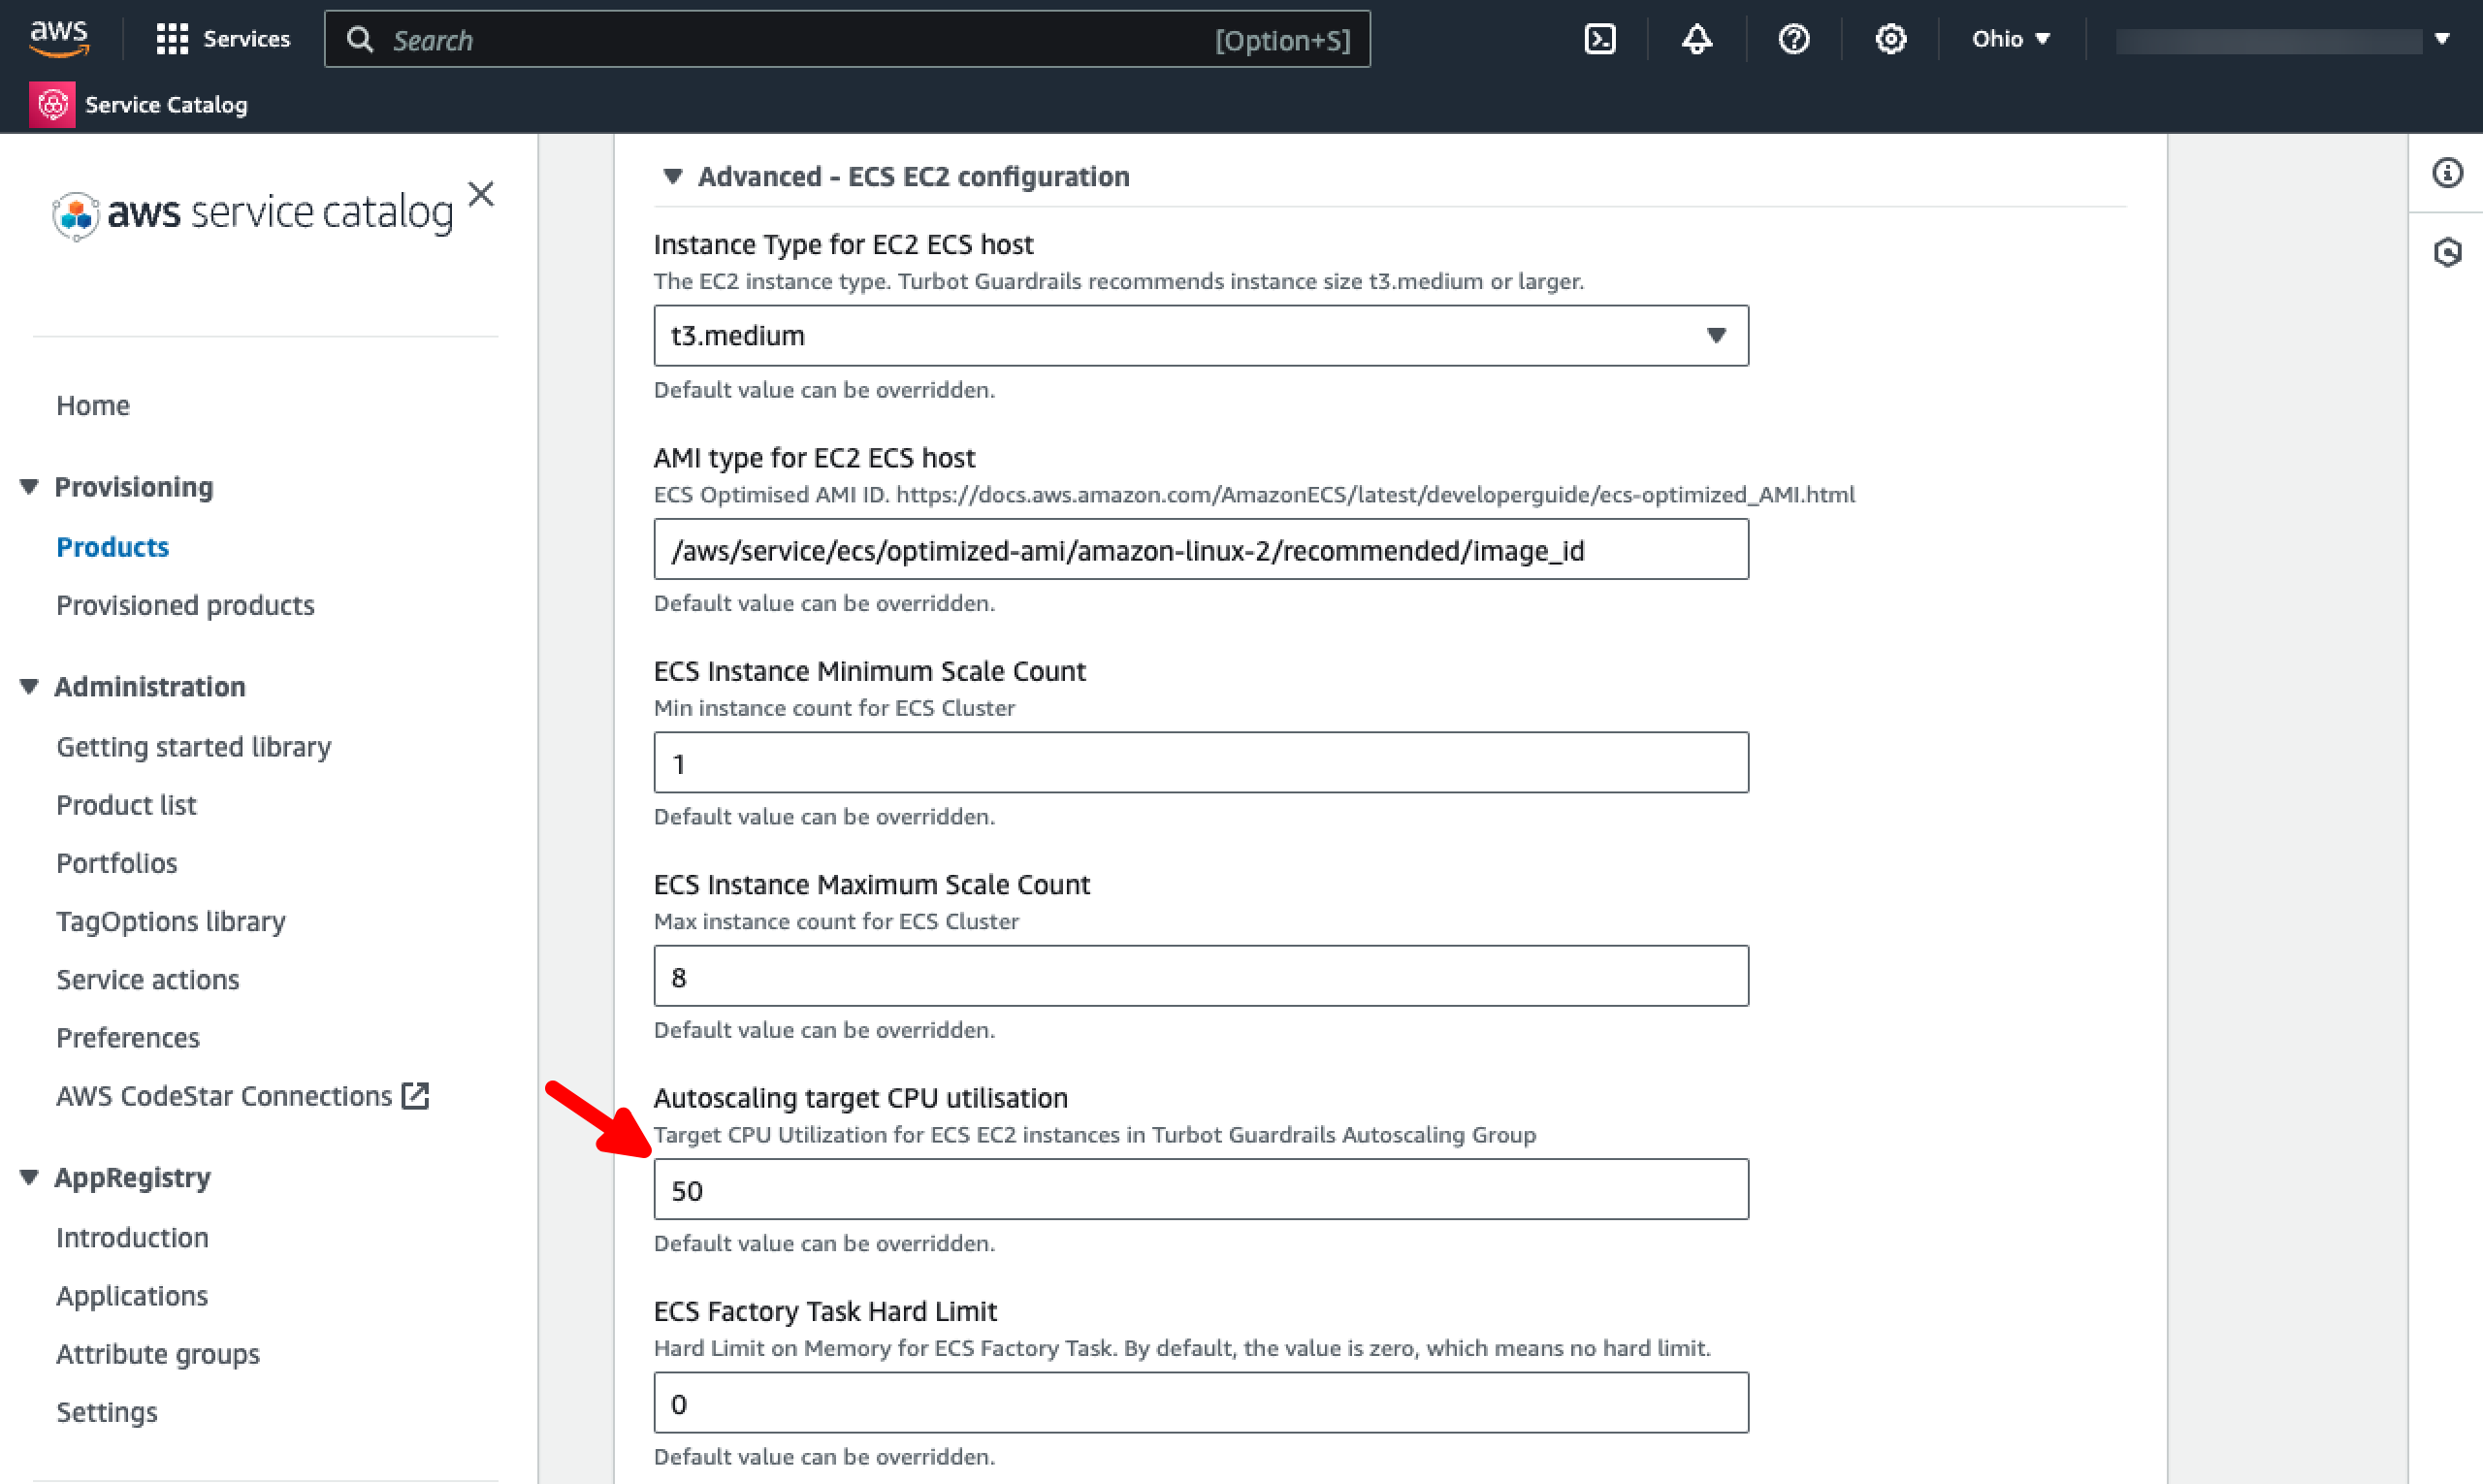 aws
Services
Search
[Option+S]
Ohio
Service Catalog
aws service catalog
Home
Provisioning
Products
Provisioned products
Administration
Getting started library
Product list
Portfolios
TagOptions library
Service actions
Preferences
AWS CodeStar Connections
AppRegistry
Introduction
Applications
Attribute groups
Settings
Advanced - ECS EC2 configuration
Instance Type for EC2 ECS host
The EC2 instance type. Turbot Guardrails recommends instance size t3.medium or larger.
t3.medium
Default value can be overridden.
AMI type for EC2 ECS host
ECS Optimised AMI ID. https://docs.aws.amazon.com/AmazonECS/latest/developerguide/ecs-optimized_AMI.html
/aws/service/ecs/optimized-ami/amazon-linux-2/recommended/image_id
Default value can be overridden.
ECS Instance Minimum Scale Count
Min instance count for ECS Cluster
1
Default value can be overridden.
ECS Instance Maximum Scale Count
Max instance count for ECS Cluster
8
Default value can be overridden.
Autoscaling target CPU utilisation
Target CPU Utilization for ECS EC2 instances in Turbot Guardrails Autoscaling Group
50
Default value can be overridden.
ECS Factory Task Hard Limit
Hard Limit on Memory for ECS Factory Task. By default, the value is zero, which means no hard limit.
0
Default value can be overridden.